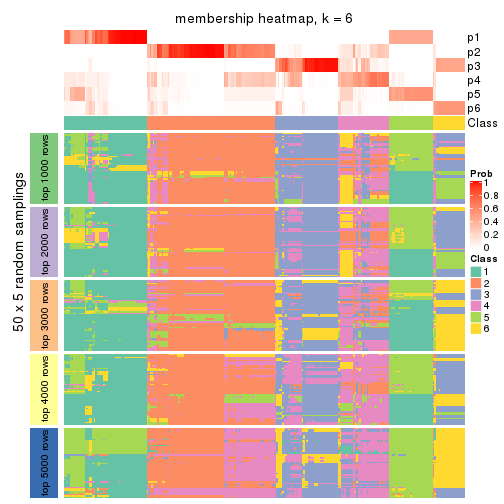 membership heatmap, k = 6
p1
p2
p3
p4
p5
p6
Class
50 x 5 random samplings
top 1000 rows
top 2000 rows
top 3000 rows
top 4000 rows
top 5000 rows
Prob
1
0.8
0.6
0.4
0.2
0
Class
1
2
3
4
5
6